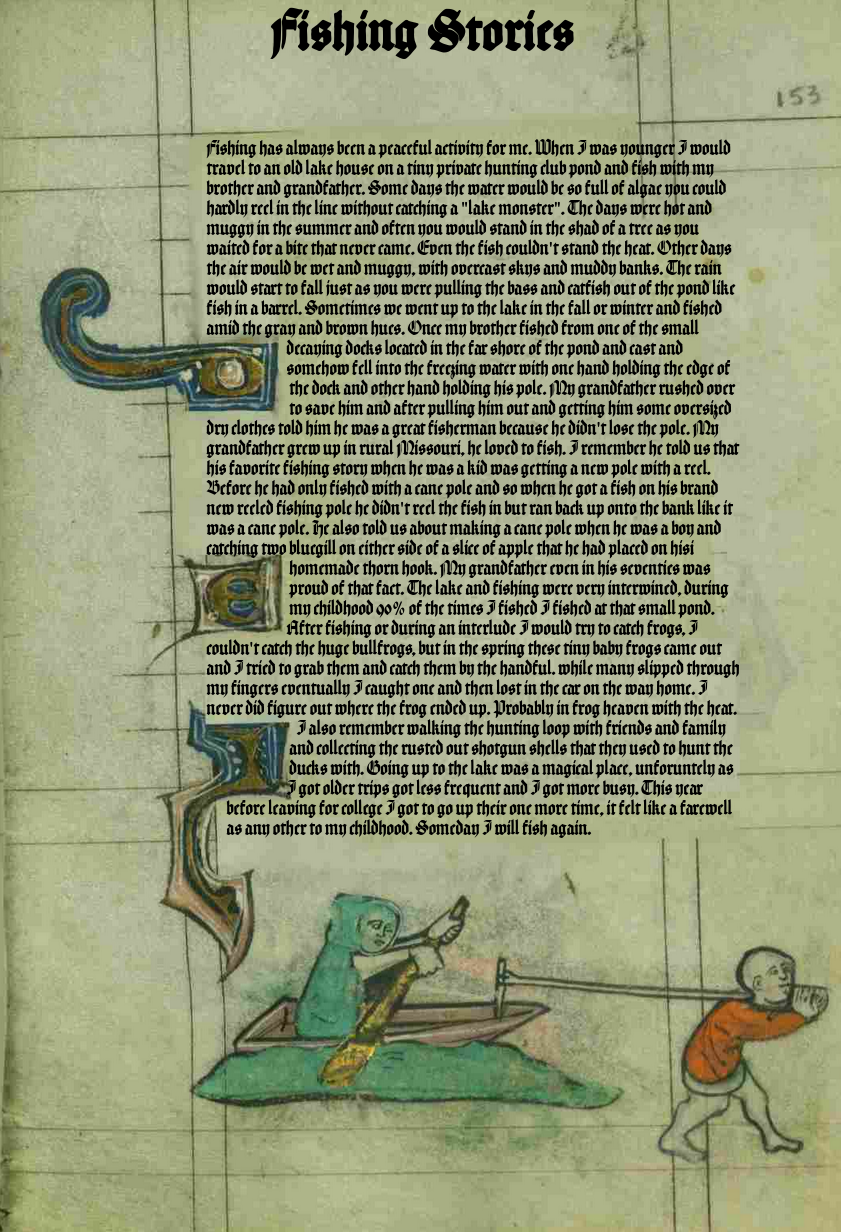 Fishing Stories
153
Fishing has always been a peaceful activity for me. When I was younger I would
travel to an old lake house on a tiny private hunting club pond and fish with my
brother and grandfather. Some days the water would be so full of algae you could
hardly reel in the line without catching a "lake monster". The days were hot and
muggy in the summer and often you would stand in the shad of a tree as you
waited for a bite that never came. Even the fish couldn't stand the heat. Other days
the air would be wet and muggy, with overcast skys and muddy banks. The rain
would start to fall just as you were pulling the bass and catfish out of the pond like
fish in a barrel. Sometimes we went up to the lake in the fall or winter and fished
amid the gray and brown hues. Once my brother fished from one of the small
decaying docks located in the far shore of the pond and cast and
somehow fell into the freezing water with one hand holding the edge of
the dock and other hand holding his pole. My grandfather rushed over
to save him and after pulling him out and getting him some oversized
dry clothes told him he was a great fisherman because he didn't lose the pole. My
grandfather grew up in rural Missouri, he loved to fish. I remember he told us that
his favorite fishing story when he was a kid was getting a new pole with a reel.
Before he had only fished with a cane pole and so when he got a fish on his brand
new reeled fishing pole he didn't reel the fish in but ran back up onto the bank like it
was a cane pole. He also told us about making a cane pole when he was a boy and
catching two bluegill on either side of a slice of apple that he had placed on hisi
homemade thorn hook. My grandfather even in his seventies was
proud of that fact. The lake and fishing were very interwined, during
my childhood 90% of the times I fished I fished at that small pond.
After fishing or during an interlude I would try to catch frogs, I
couldn't catch the huge bullfrogs, but in the spring these tiny baby frogs came out
and I tried to grab them and catch them by the handful. while many slipped through
my fingers eventually I caught one and then lost in the car on the way home. I
never did figure out where the frog ended up. Probably in frog heaven with the heat.
I also remember walking the hunting loop with friends and family
and collecting the rusted out shotgun shells that they used to hunt the
ducks with. Going up to the lake was a magical place, unforuntely as
I got older trips got less frequent and I got more busy. This year
before leaving for college I got to go up their one more time, it felt like a farewell
as any other to my childhood. Someday I will fish again.